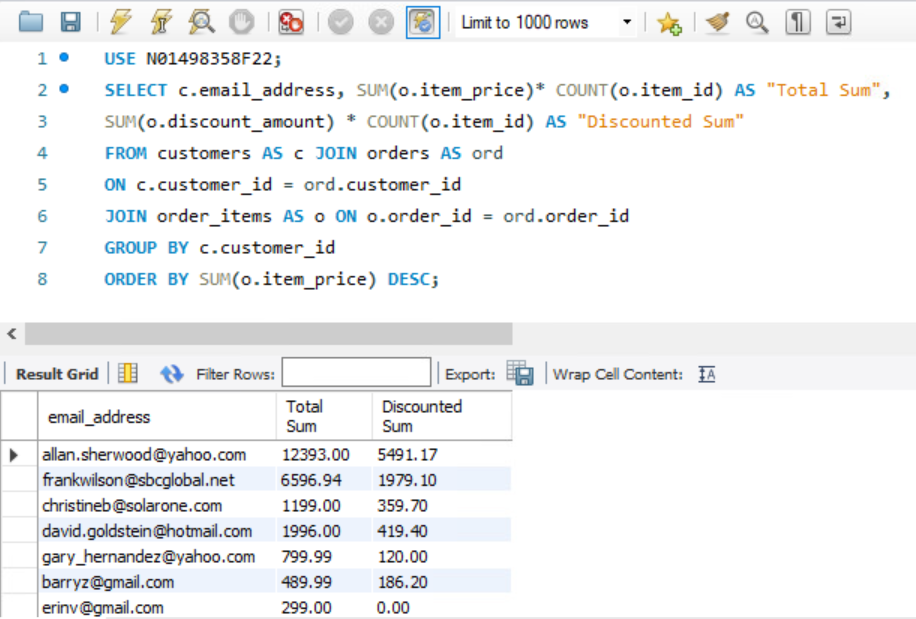 Limit to 1000 rows
1 USE N01498358F22;
2 SELECT c.email_address, SUM(o.item_price)* COUNT(o.item_id) AS "Total Sum",
3 SUM(o.discount_amount) * COUNT(o.item_id) AS "Discounted Sum"
4 FROM customers AS c JOIN orders AS ord
5 ON c.customer_id = ord.customer_id
6 JOIN order_items AS o ON o.order_id = ord.order_id
7 GROUP BY c.customer_id
8 ORDER BY SUM(o.item_price) DESC;
Result Grid Filter Rows: Export: Wrap Cell Content: IA
email_address Total Sum Discounted Sum
allan.sherwood@yahoo.com 12393.00 5491.17
frankwilson@sbcglobal.net 6596.94 1979.10
christineb@solarone.com 1199.00 359.70
david.goldstein@hotmail.com 1996.00 419.40
gary_hernandez@yahoo.com 799.99 120.00
barryz@gmail.com 489.99 186.20
erinv@gmail.com 299.00 0.00